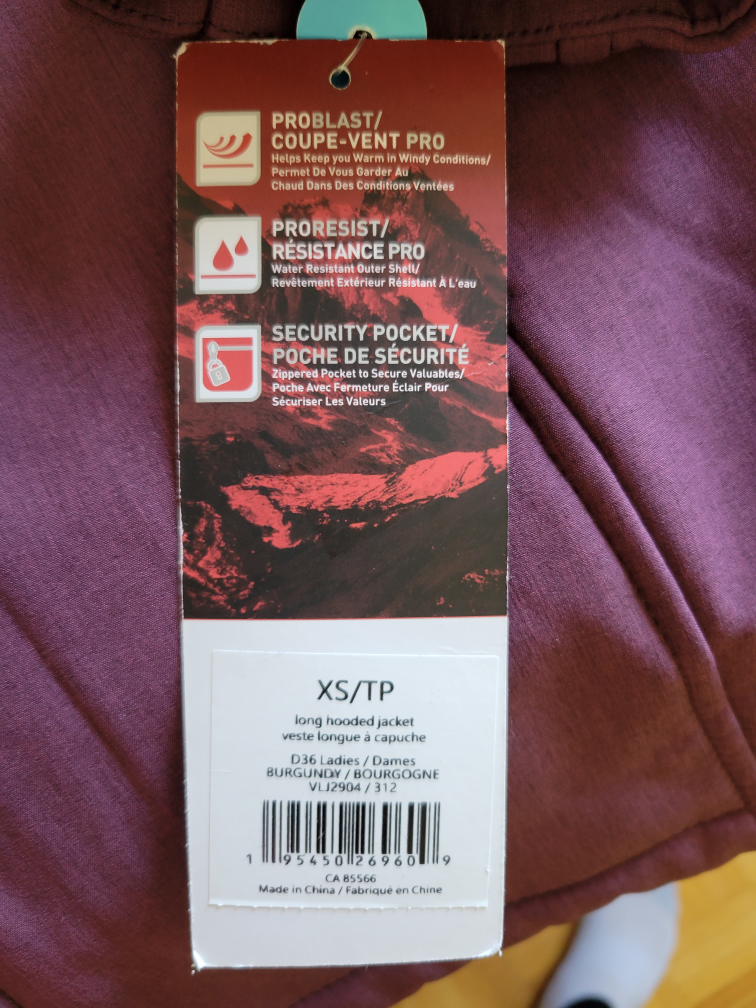 PROBLAST/
COUPE-VENT PRO
Helps Keep you Warm in Windy Conditions/
Permet De Vous Garder Au
Chaud Dans Des Conditions Ventées
PRORESIST/
RÉSISTANCE PRO
Water Resistant Outer Shell/
Revêtement Extérieur Résistant À L'eau
SECURITY POCKET/
POCHE DE SÉCURITÉ
Zippered Pocket to Secure Valuables/
Poche Avec Fermeture Éclair Pour
Sécuriser Les Valeurs
XS/TP
long hooded jacket
veste longue à capuche
D36 Ladies / Dames
BURGUNDY / BOURGOGNE
VLJ2904 / 312
1 95450 26960 9
CA 85566
Made in China / Fabriqué en Chine